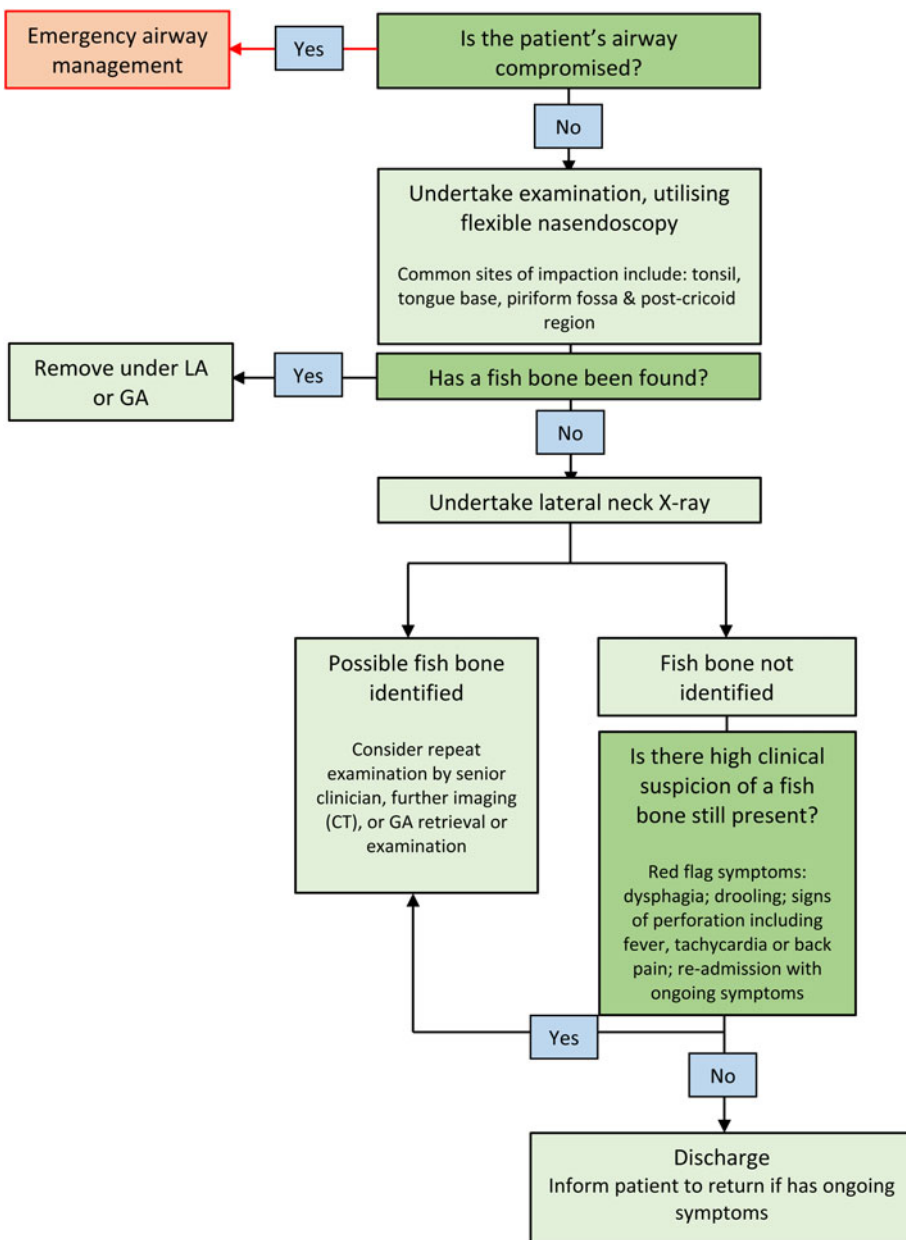 Emergency airway
management
Yes
Is the patient's airway
compromised?
No
Undertake examination, utilising
flexible nasendoscopy
Common sites of impaction include: tonsil,
tongue base, piriform fossa & post-cricoid
region
Remove under LA
or GA
Yes
Has a fish bone been found?
No
Undertake lateral neck X-ray
Possible fish bone
identified
Consider repeat
examination by senior
clinician, further imaging
(CT), or GA retrieval or
examination
Fish bone not
identified
Is there high clinical
suspicion of a fish
bone still present?
Red flag symptoms:
dysphagia; drooling; signs
of perforation including
fever, tachycardia or back
pain; re-admission with
ongoing symptoms
Yes
No
Discharge
Inform patient to return if has ongoing
symptoms